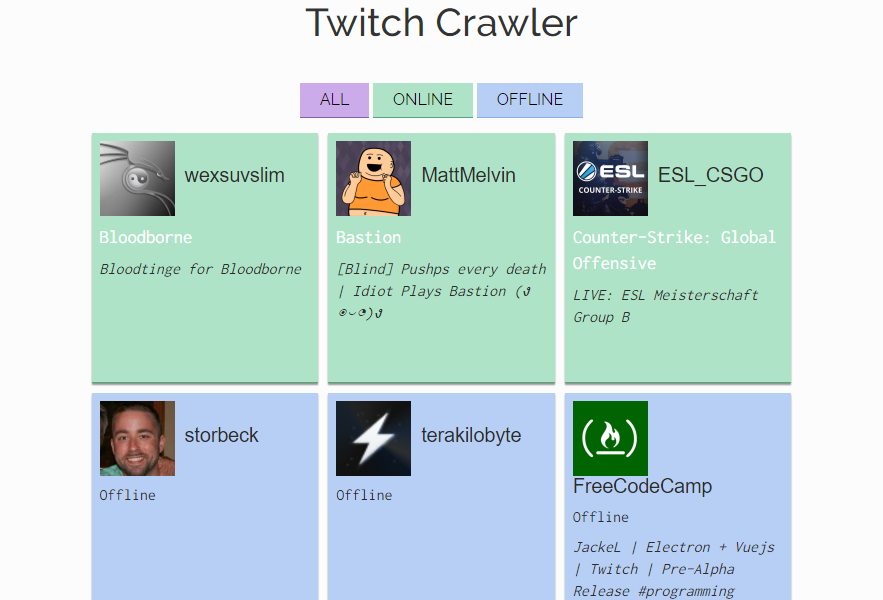 Twitch Crawler
ALL ONLINE OFFLINE
wexsuvslim
Bloodborne
Bloodtinge for Bloodborne
MattMelvin
Bastion
[Blind] Pushps every death
| Idiot Plays Bastion (ง
⊙◡◔)ง
ESL
COUNTER-STRIKE
ESL_CSGO
Counter-Strike: Global
Offensive
LIVE: ESL Meisterschaft
Group B
storbeck
Offline
terakilobyte
Offline
FreeCodeCamp
Offline
JackeL | Electron + Vuejs
| Twitch | Pre-Alpha
Release #programming